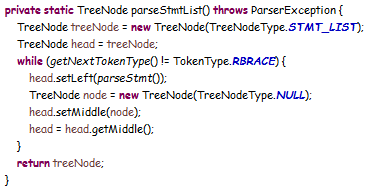 private static TreeNode parseStmtList() throws ParserException {
TreeNode treeNode = new TreeNode(TreeNodeType.STMT_LIST);
TreeNode head = treeNode;
while (getNextTokenType() != TokenType.RBRACE) {
head.setLeft(parseStmt());
TreeNode node = new TreeNode(TreeNodeType.NULL);
head.setMiddle(node);
head = head.getMiddle();
}
return treeNode;
}